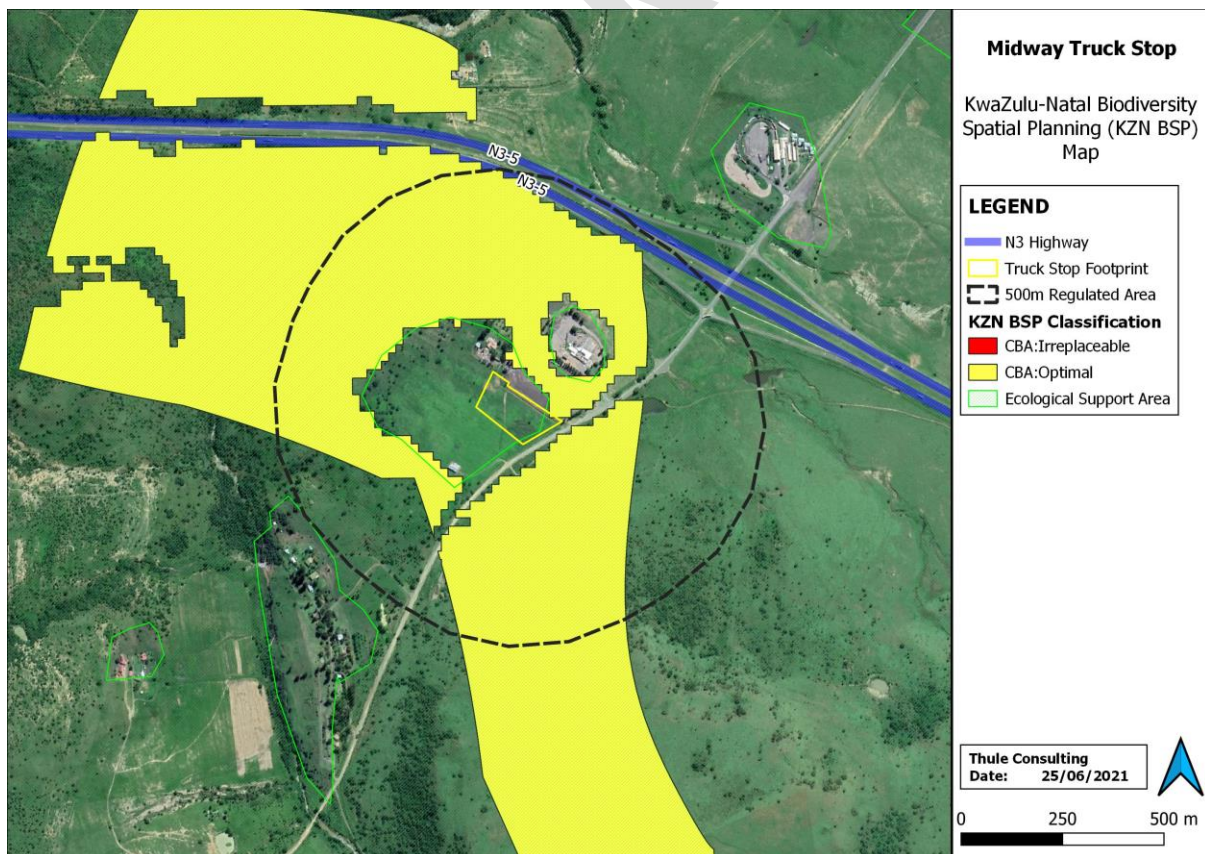 Midway Truck Stop
KwaZulu-Natal Biodiversity
Spatial Planning (KZN BSP)
Map
LEGEND
N3 Highway
Truck Stop Footprint
500m Regulated Area
KZN BSP Classification
CBA:Irreplaceable
CBA:Optimal
Ecological Support Area
N3-5
N3-5
Thule Consulting
Date: 25/06/2021
0 250 500 m